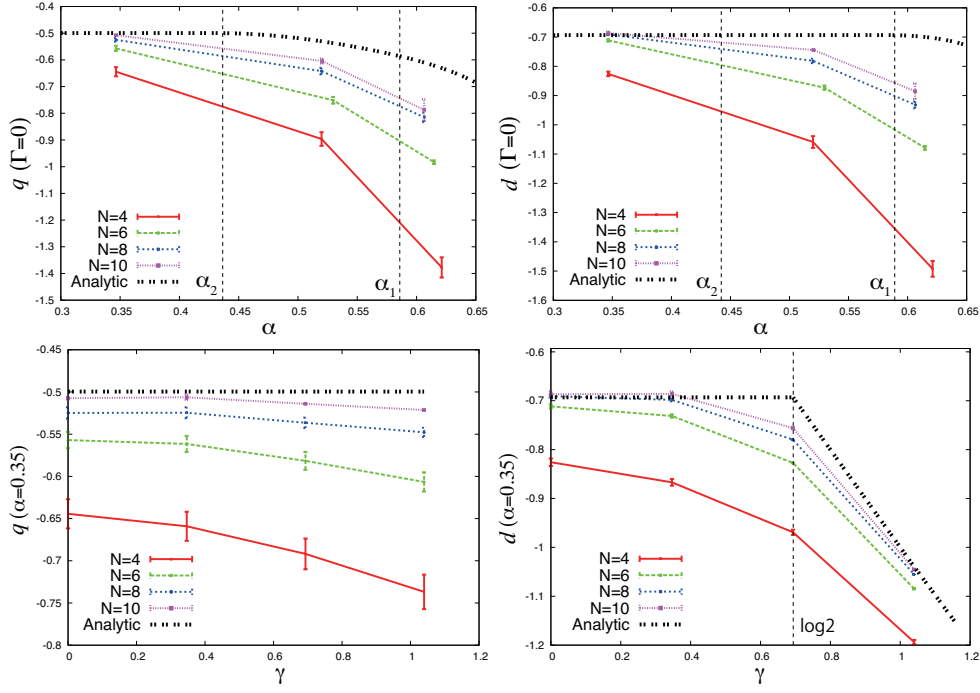 q (Γ=0)
-0.4
-0.5
-0.6
-0.7
-0.8
-0.9
-1
-1.1
-1.2
-1.3
-1.4
-1.5
N=4
N=6
N=8
N=10
Analytic
α2
α1
0.3 0.35 0.4 0.45 0.5 0.55 0.6 0.65
α
d (Γ=0)
-0.6
-0.7
-0.8
-0.9
-1
-1.1
-1.2
-1.3
-1.4
-1.5
-1.6
N=4
N=6
N=8
N=10
Analytic
α2
α1
0.3 0.35 0.4 0.45 0.5 0.55 0.6 0.65
α
q (α=0.35)
-0.45
-0.5
-0.55
-0.6
-0.65
-0.7
-0.75
-0.8
N=4
N=6
N=8
N=10
Analytic
0 0.2 0.4 0.6 0.8 1 1.2
γ
d (α=0.35)
-0.6
-0.7
-0.8
-0.9
-1
-1.1
-1.2
N=4
N=6
N=8
N=10
Analytic
log2
0 0.2 0.4 0.6 0.8 1 1.2
γ